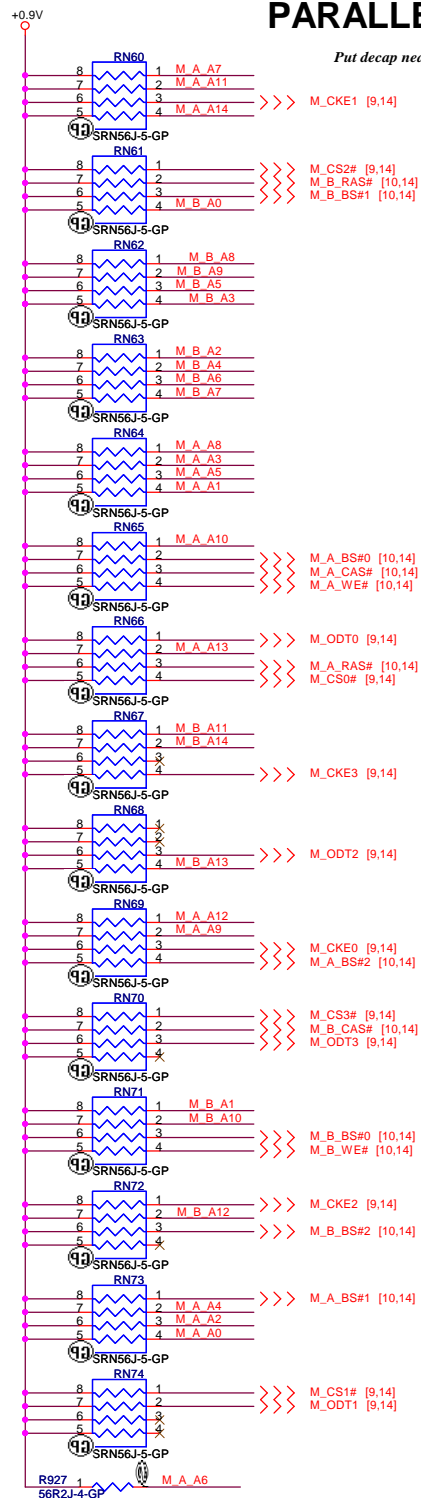 PARALLE
+0.9V
Put decap nea
RN60
8 1 M_A_A7
7 2 M_A_A11
6 3 M_CKE1 [9,14]
5 4 M_A_A14
GP SRN56J-5-GP
RN61
8 1 M_CS2# [9,14]
7 2 M_B_RAS# [10,14]
6 3 M_B_BS#1 [10,14]
5 4 M_B_A0
GP SRN56J-5-GP
RN62
8 1 M_B_A8
7 2 M_B_A9
6 3 M_B_A5
5 4 M_B_A3
GP SRN56J-5-GP
RN63
8 1 M_B_A2
7 2 M_B_A4
6 3 M_B_A6
5 4 M_B_A7
GP SRN56J-5-GP
RN64
8 1 M_A_A8
7 2 M_A_A3
6 3 M_A_A5
5 4 M_A_A1
GP SRN56J-5-GP
RN65
8 1 M_A_A10
7 2 M_A_BS#0 [10,14]
6 3 M_A_CAS# [10,14]
5 4 M_A_WE# [10,14]
GP SRN56J-5-GP
RN66
8 1 M_ODT0 [9,14]
7 2 M_A_A13
6 3 M_A_RAS# [10,14]
5 4 M_CS0# [9,14]
GP SRN56J-5-GP
RN67
8 1 M_B_A11
7 2 M_B_A14
6 3
5 4 M_CKE3 [9,14]
GP SRN56J-5-GP
RN68
8 1
7 2
6 3 M_ODT2 [9,14]
5 4 M_B_A13
GP SRN56J-5-GP
RN69
8 1 M_A_A12
7 2 M_A_A9
6 3 M_CKE0 [9,14]
5 4 M_A_BS#2 [10,14]
GP SRN56J-5-GP
RN70
8 1 M_CS3# [9,14]
7 2 M_B_CAS# [10,14]
6 3 M_ODT3 [9,14]
5 4
GP SRN56J-5-GP
RN71
8 1 M_B_A1
7 2 M_B_A10
6 3 M_B_BS#0 [10,14]
5 4 M_B_WE# [10,14]
GP SRN56J-5-GP
RN72
8 1 M_CKE2 [9,14]
7 2 M_B_A12
6 3 M_B_BS#2 [10,14]
5 4
GP SRN56J-5-GP
RN73
8 1 M_A_BS#1 [10,14]
7 2 M_A_A4
6 3 M_A_A2
5 4 M_A_A0
GP SRN56J-5-GP
RN74
8 1 M_CS1# [9,14]
7 2 M_ODT1 [9,14]
6 3
5 4
GP SRN56J-5-GP
R927 1 M_A_A6
56R2J-4-GP